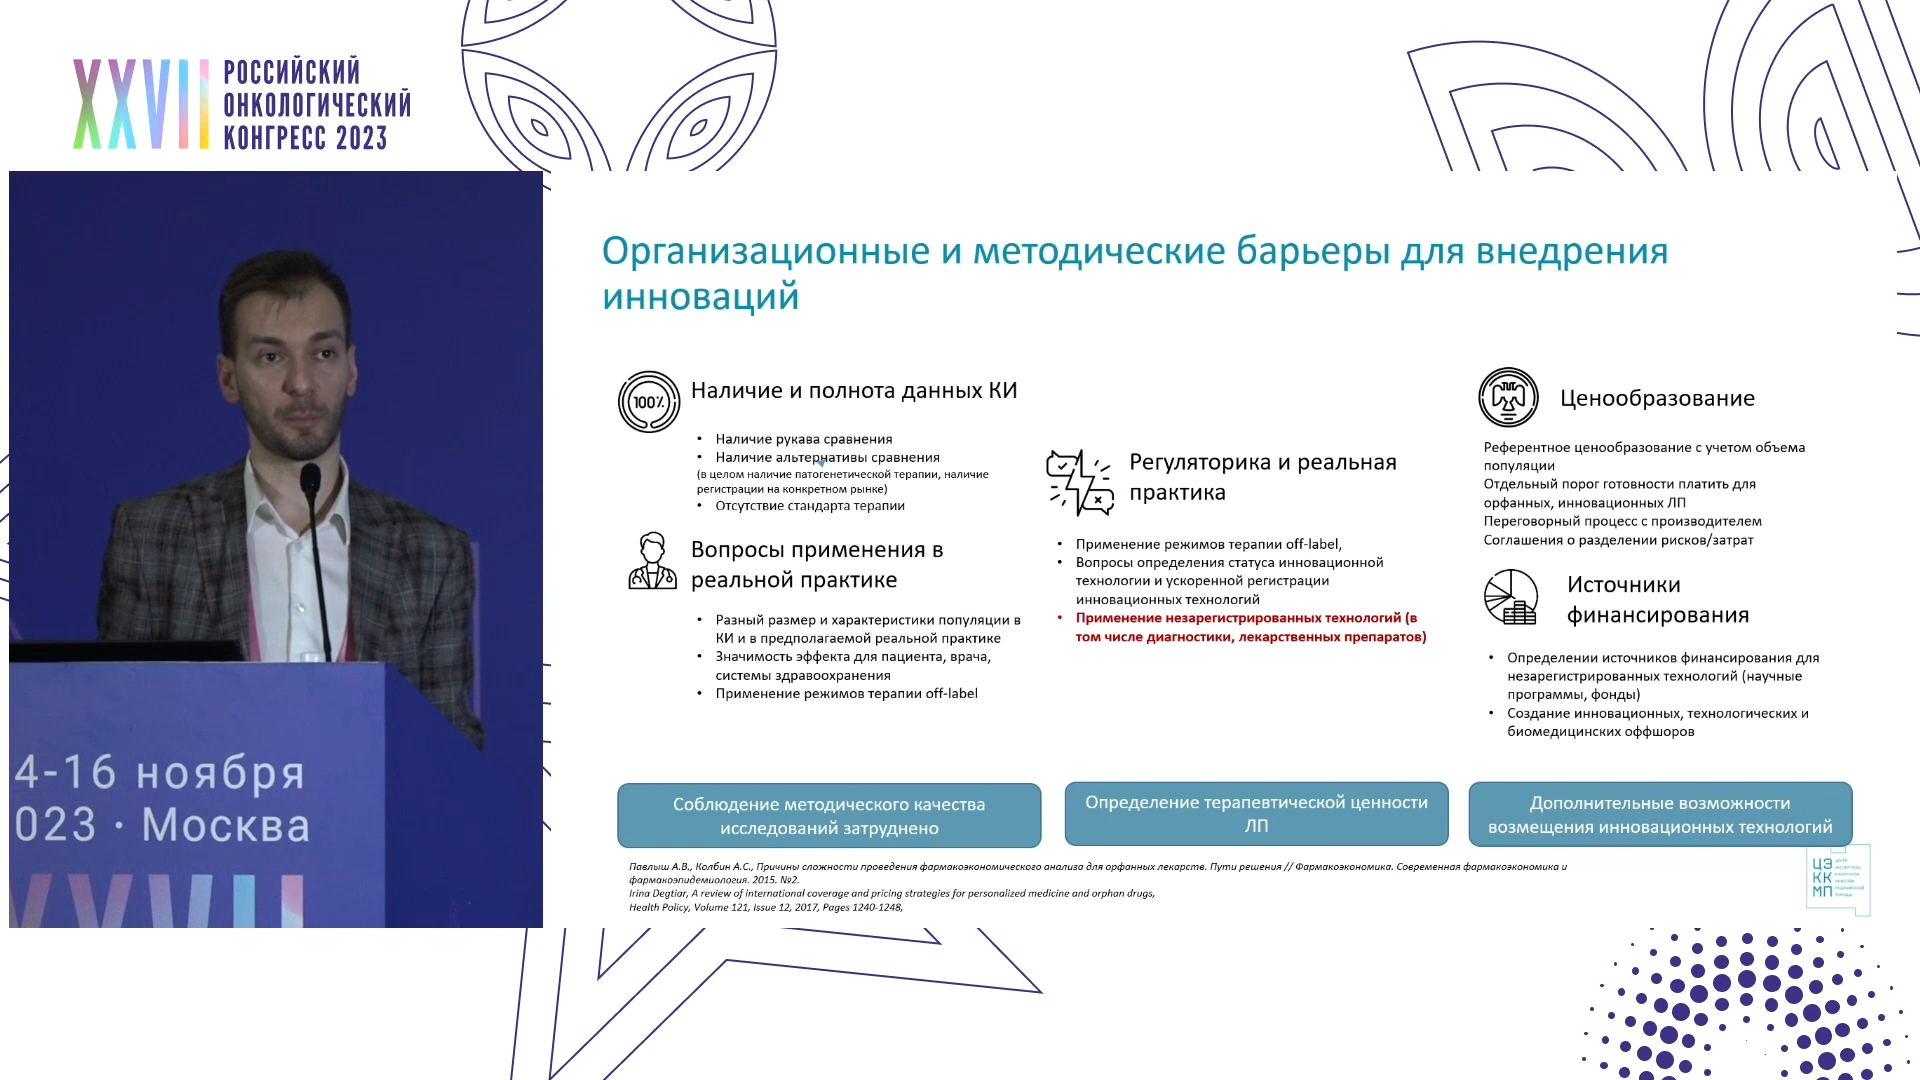 XXVII
РОССИЙСКИЙ
ОНКОЛОГИЧЕСКИЙ
КОНГРЕСС 2023
4-16 ноября
023 · Москва
XXVII
Организационные и методические барьеры для внедрения
инноваций
100%
Наличие и полнота данных КИ
• Наличие рукава сравнения
• Наличие альтернативы сравнения
(в целом наличие патогенетической терапии, наличие
регистрации на конкретном рынке)
• Отсутствие стандарта терапии
Вопросы применения в
реальной практике
• Разный размер и характеристики популяции в
КИ и в предполагаемой реальной практике
• Значимость эффекта для пациента, врача,
системы здравоохранения
• Применение режимов терапии off-label
Регуляторика и реальная
практика
• Применение режимов терапии off-label,
• Вопросы определения статуса инновационной
технологии и ускоренной регистрации
инновационных технологий
• Применение незарегистрированных технологий (в
том числе диагностики, лекарственных препаратов)
Ценообразование
Референтное ценообразование с учетом объема
популяции
Отдельный порог готовности платить для
орфанных, инновационных ЛП
Переговорный процесс с производителем
Соглашения о разделении рисков/затрат
Источники
финансирования
• Определении источников финансирования для
незарегистрированных технологий (научные
программы, фонды)
• Создание инновационных, технологических и
биомедицинских оффшоров
Соблюдение методического качества
исследований затруднено
Определение терапевтической ценности
ЛП
Дополнительные возможности
возмещения инновационных технологий
Павлыш А.В., Колбин А.С., Причины сложности проведения фармакоэкономического анализа для орфанных лекарств. Пути решения // Фармакоэкономика. Современная фармакоэкономика и
фармакоэпидемиология. 2015. №2.
Irina Degtiar, A review of international coverage and pricing strategies for personalized medicine and orphan drugs,
Health Policy, Volume 121, Issue 12, 2017, Pages 1240-1248,
ЦЭ
КК
МП